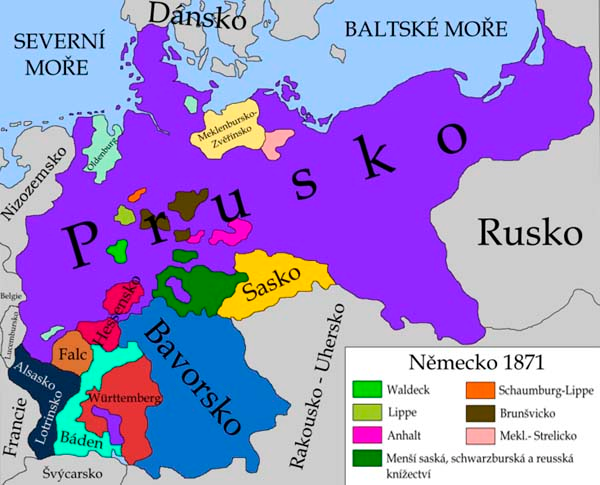 Dánsko
SEVERNÍ
MOŘE
BALTSKÉ MOŘE
Meklenbursko-
Zvěřínsko
Oldenburg
Nizozemsko
Prusko
Rusko
Sasko
Belgie
Lucembursko
Hessensko
Falc
Bavorsko
Alsasko
Lotrinsko
Württemberg
Báden
Francie
Švýcarsko
Rakousko - Uhersko
Německo 1871
Waldeck
Schaumburg-Lippe
Lippe
Brunšvicko
Anhalt
Mekl.- Strelicko
Menší saská, schwarzburská a reusská
knížectví